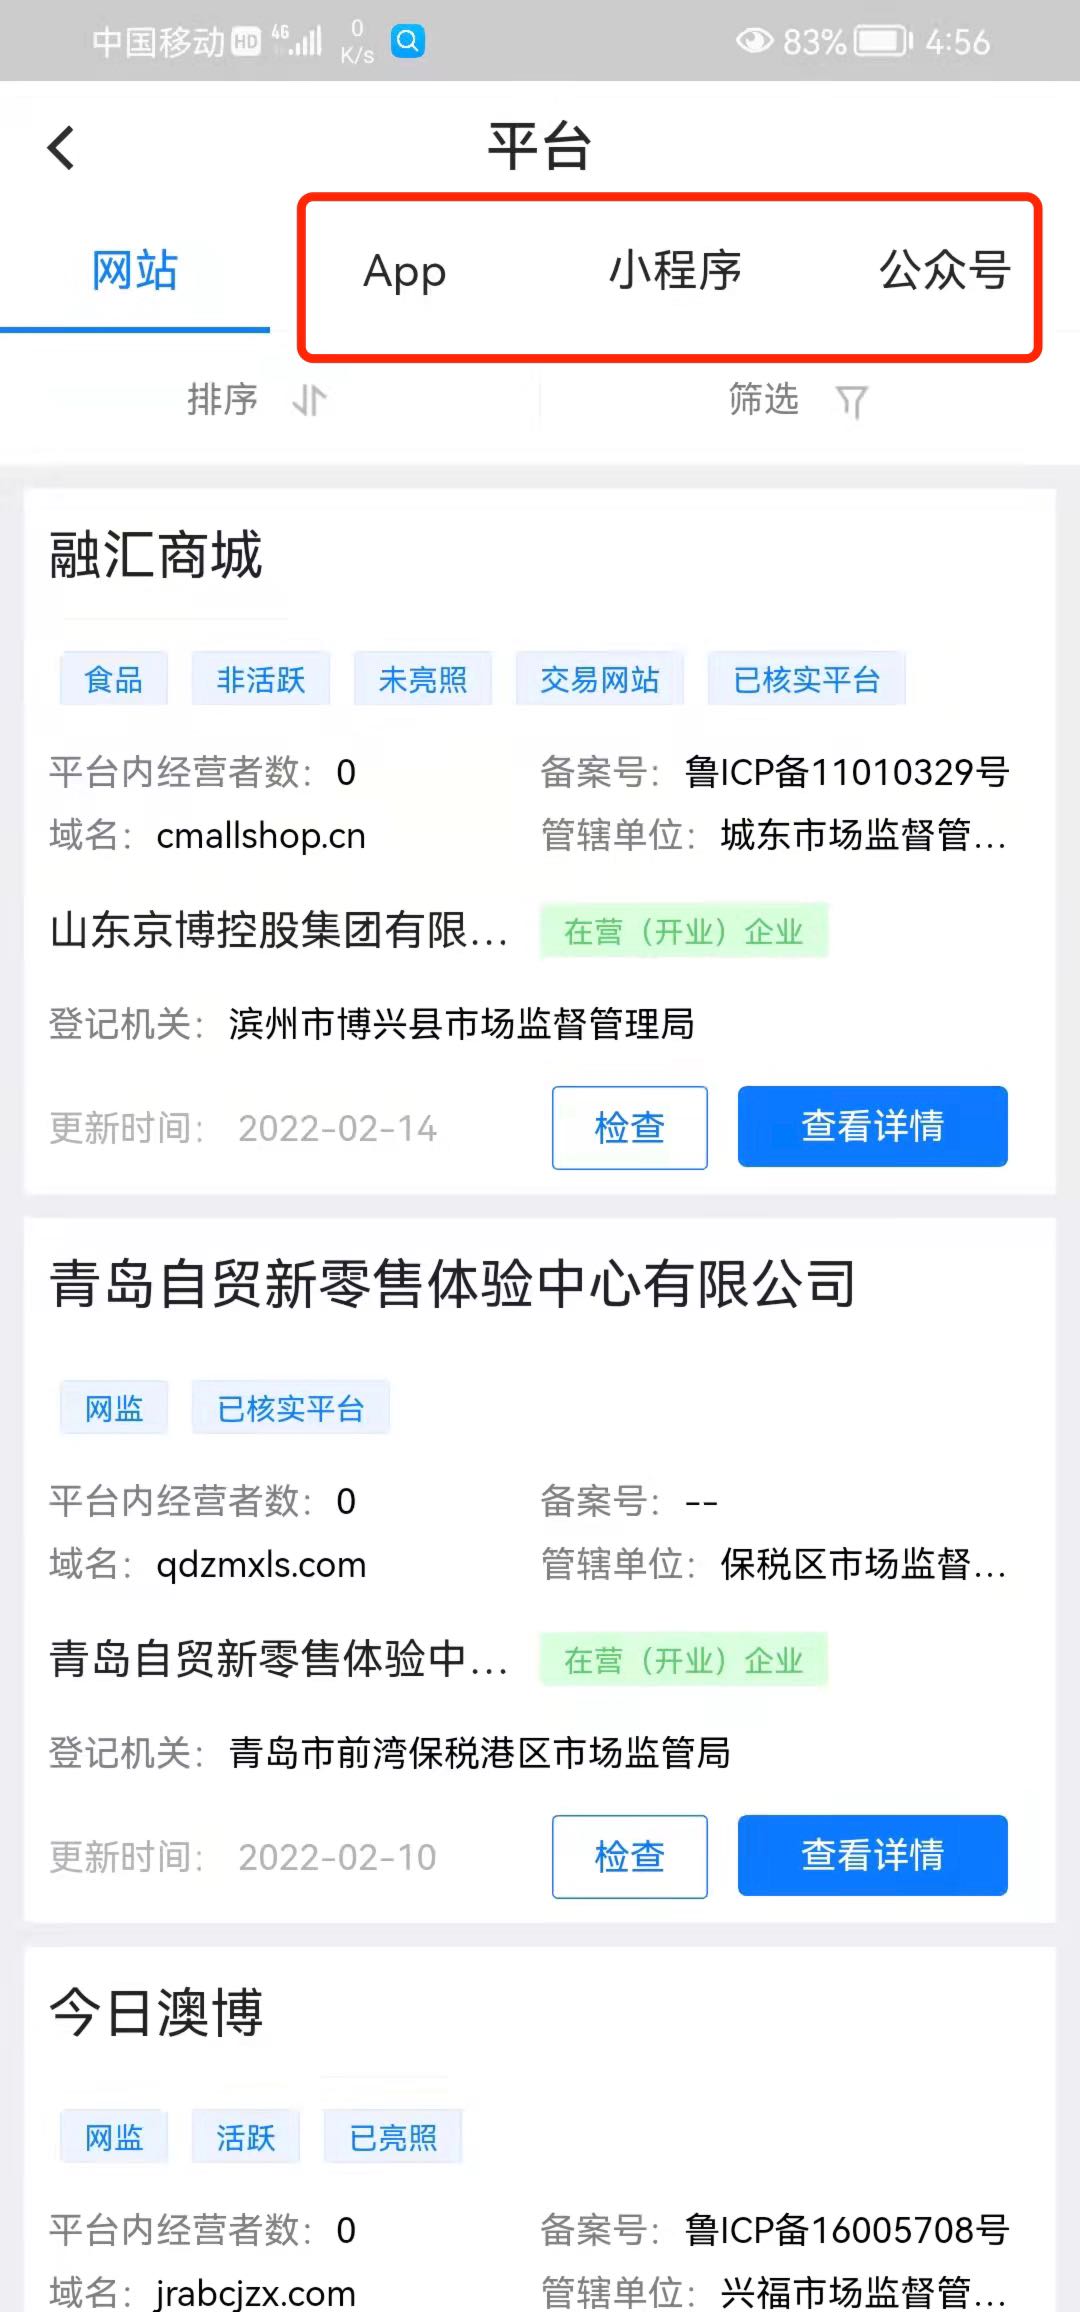 中国移动 HD 4G 0 K/s 83% 4:56
平台
网站 App 小程序 公众号
排序 筛选
融汇商城
食品 非活跃 未亮照 交易网站 已核实平台
平台内经营者数：0 备案号：鲁ICP备11010329号
域名：cmallshop.cn 管辖单位：城东市场监督管...
山东京博控股集团有限... 在营（开业）企业
登记机关：滨州市博兴县市场监督管理局
更新时间：2022-02-14 检查 查看详情
青岛自贸新零售体验中心有限公司
网监 已核实平台
平台内经营者数：0 备案号：--
域名：qdzmxls.com 管辖单位：保税区市场监督...
青岛自贸新零售体验中... 在营（开业）企业
登记机关：青岛市前湾保税港区市场监管局
更新时间：2022-02-10 检查 查看详情
今日澳博
网监 活跃 已亮照
平台内经营者数：0 备案号：鲁ICP备16005708号
域名：jrabcjzx.com 管辖单位：兴福市场监督管...